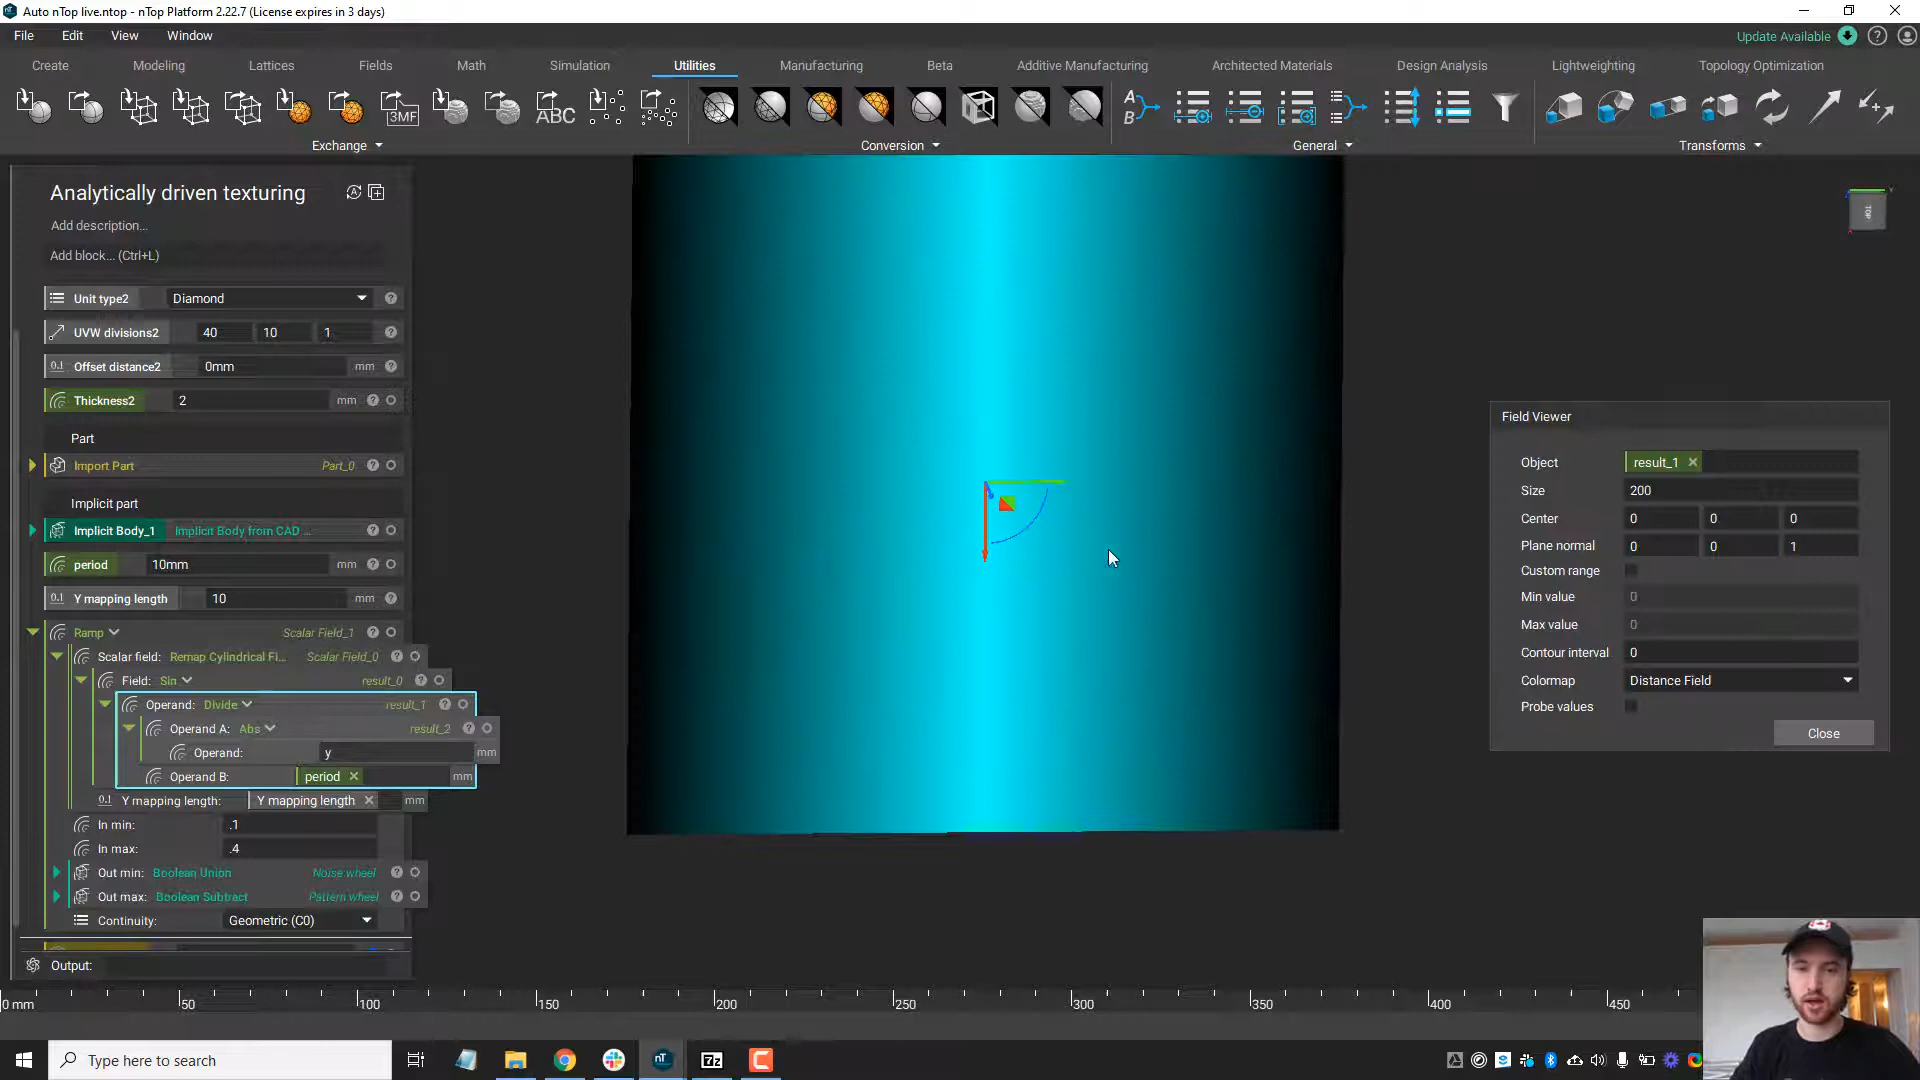 Auto nTop live.ntop - nTop Platform 2.22.7 (License expires in 3 days)
File Edit View Window
Update Available
Create Modeling Lattices Fields Math Simulation Utilities Manufacturing Beta Additive Manufacturing Architected Materials Design Analysis Lightweighting Topology Optimization
3MF ABC A B
Exchange Conversion General Transforms
Analytically driven texturing
Add description...
Add block... (Ctrl+L)
Unit type2 Diamond
UVW divisions2 40 10 1
Offset distance2 0mm mm
Thickness2 2 mm
Part
Import Part Part_0
Implicit part
Implicit Body_1 Implicit Body from CAD ...
period 10mm mm
Y mapping length 10 mm
Ramp Scalar Field_1
Scalar field: Remap Cylindrical Fi... Scalar Field_0
Field: Sin result_0
Operand: Divide result_1
Operand A: Abs result_2
Operand: y mm
Operand B: period mm
Y mapping length: Y mapping length mm
In min: .1
In max: .4
Out min: Boolean Union Noise wheel
Out max: Boolean Subtract Pattern wheel
Continuity: Geometric (C0)
Output:
TOP
Field Viewer
Object result_1
Size 200
Center 0 0 0
Plane normal 0 0 1
Custom range
Min value 0
Max value 0
Contour interval 0
Colormap Distance Field
Probe values
Close
0 mm 50 100 150 200 250 300 350 400 450
Type here to search
nT 7z